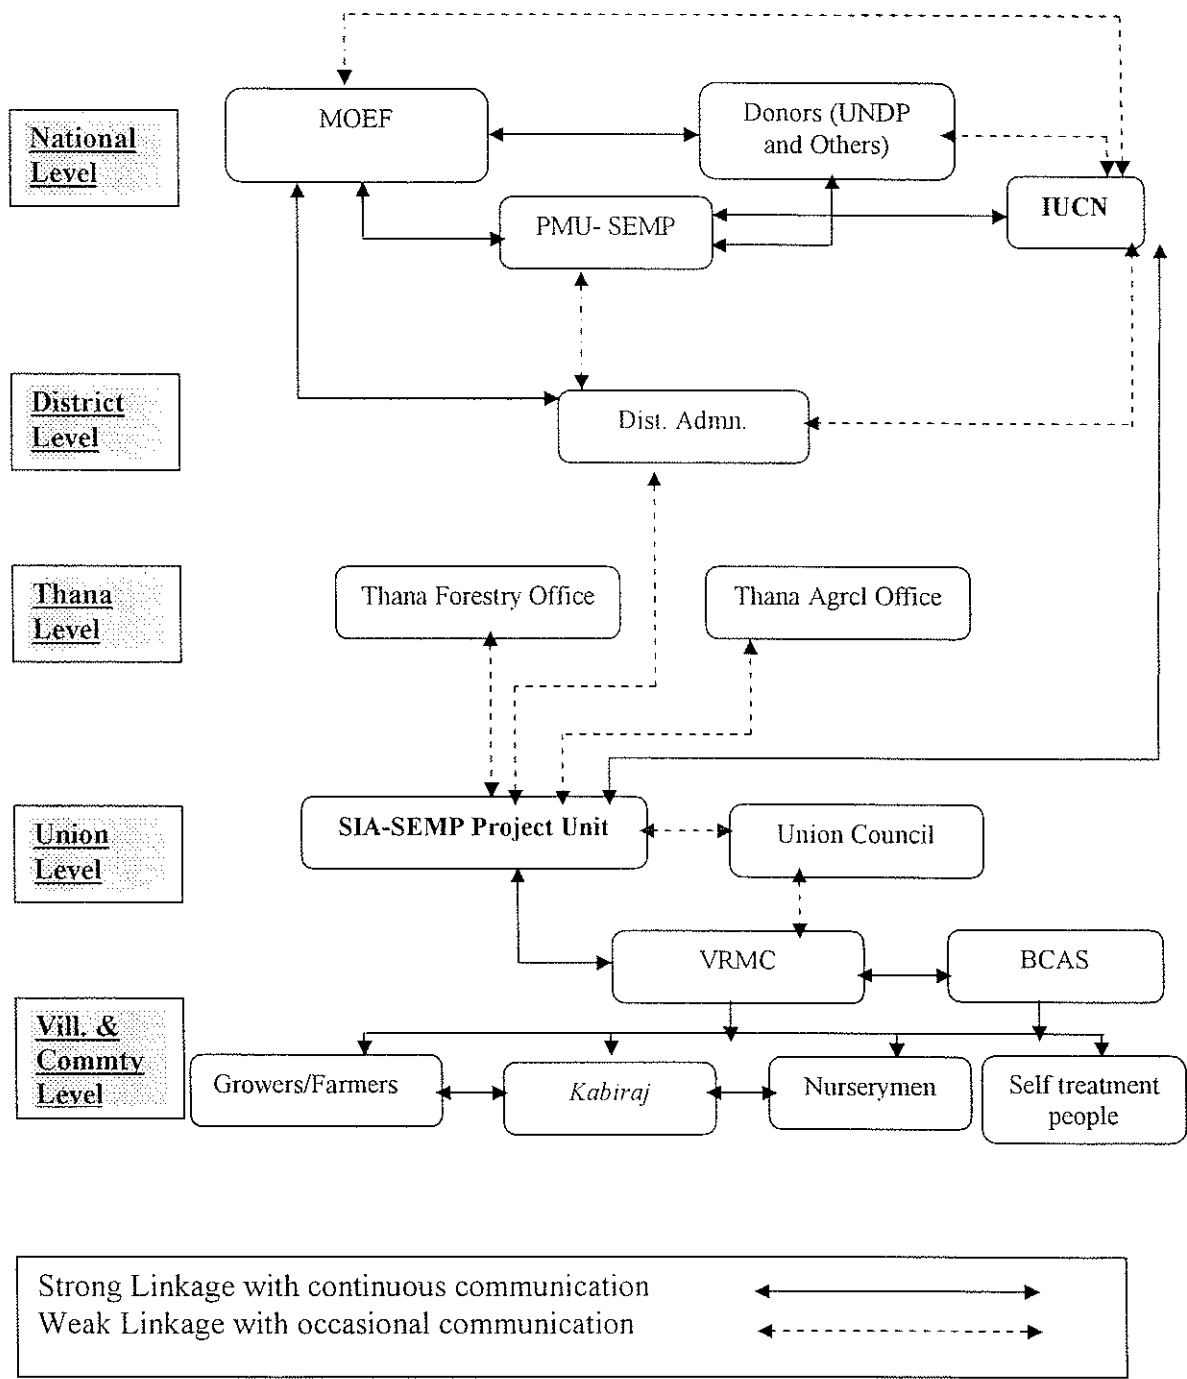 MOEF
Donors (UNDP
and Others)
National
Level
IUCN
PMU- SEMP
District
Level
Dist. Admn.
Thana
Level
Thana Forestry Office
Thana Agrcl Office
Union
Level
SIA-SEMP Project Unit
Union Council
VRMC
BCAS
Vill. &
Commty
Level
Growers/Farmers
Kabiraj
Nurserymen
Self treatment
people
Strong Linkage with continuous communication
Weak Linkage with occasional communication